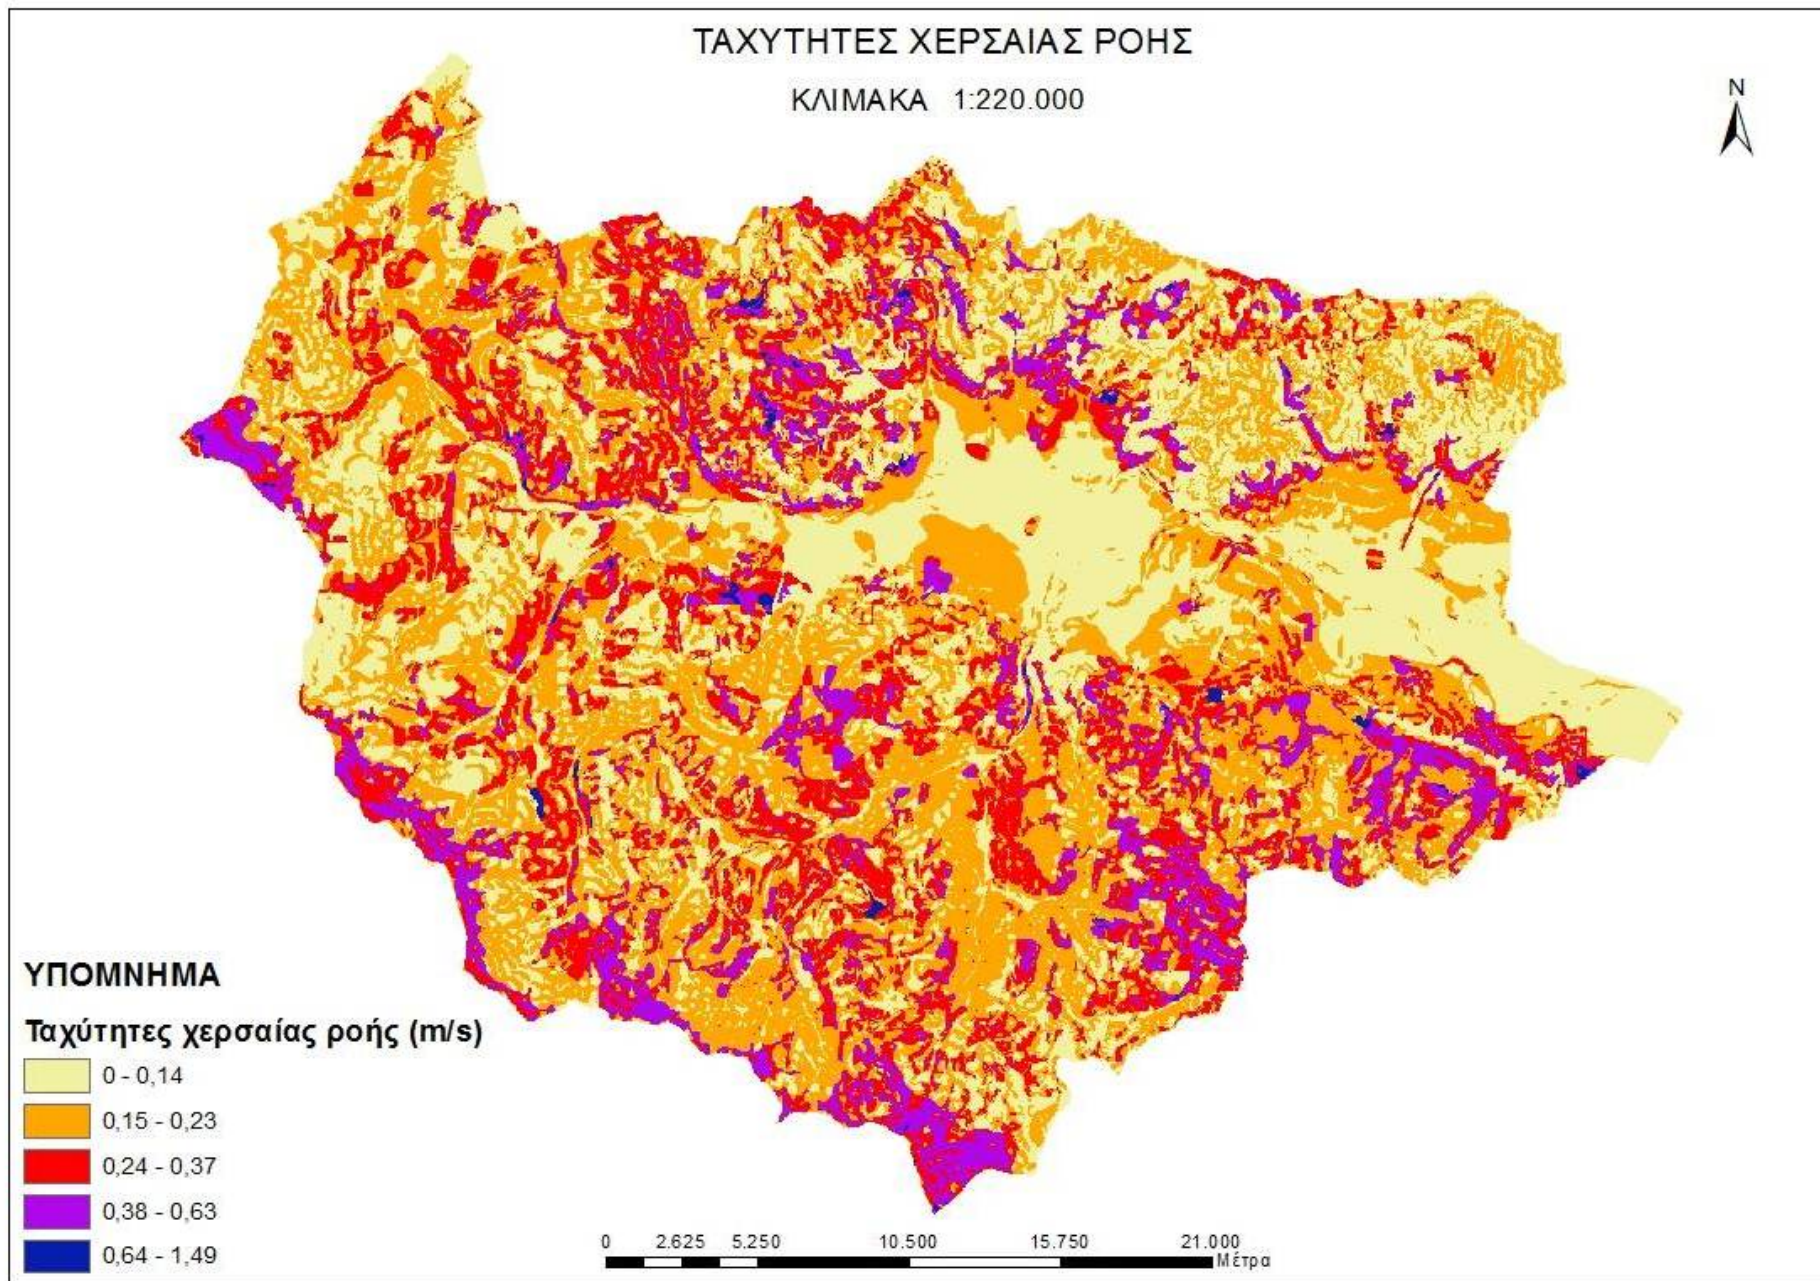 ΤΑΧΥΤΗΤΕΣ ΧΕΡΣΑΙΑΣ ΡΟΗΣ
ΚΛΙΜΑΚΑ 1:220.000
N
ΥΠΟΜΝΗΜΑ
Ταχύτητες χερσαίας ροής (m/s)
0 - 0,14
0,15 - 0,23
0,24 - 0,37
0,38 - 0,63
0,64 - 1,49
0 2.625 5.250 10.500 15.750 21.000
Μέτρα